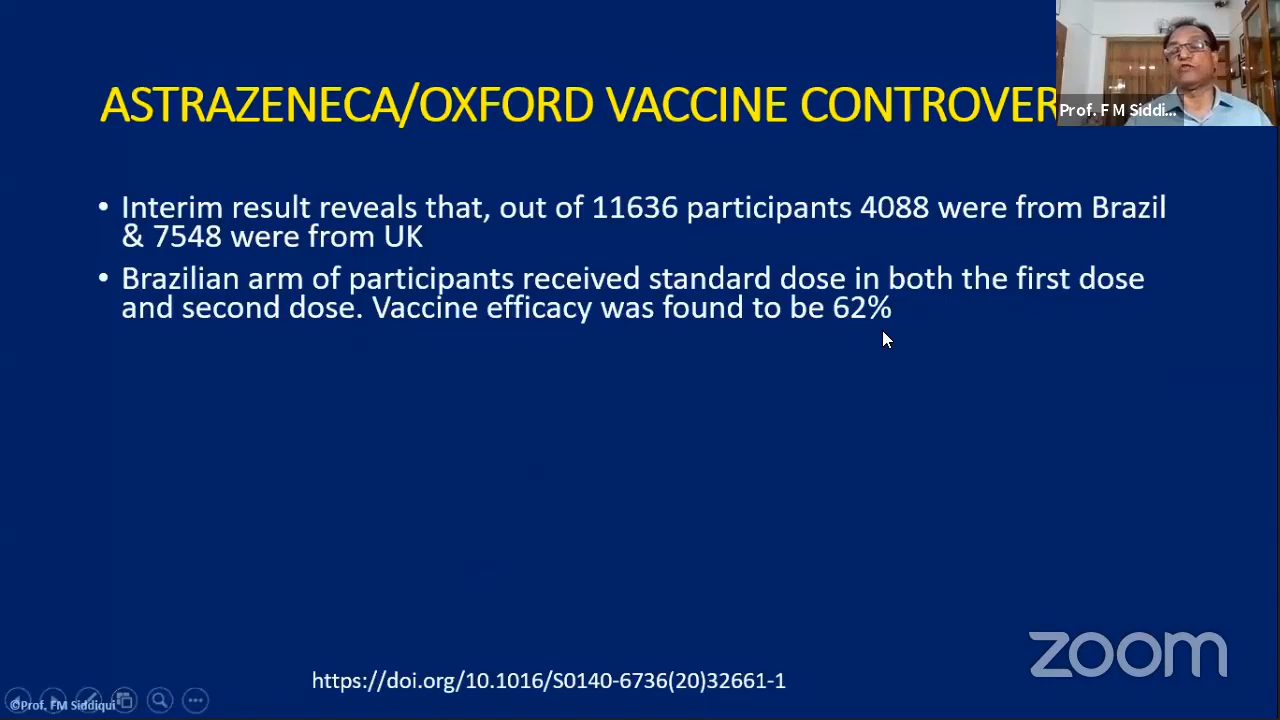 ASTRAZENECA/OXFORD VACCINE CONTROVER
Prof. F M Siddi...
• Interim result reveals that, out of 11636 participants 4088 were from Brazil
& 7548 were from UK
• Brazilian arm of participants received standard dose in both the first dose
and second dose. Vaccine efficacy was found to be 62%
zoom
https://doi.org/10.1016/S0140-6736(20)32661-1
©Prof. FM Siddiqui